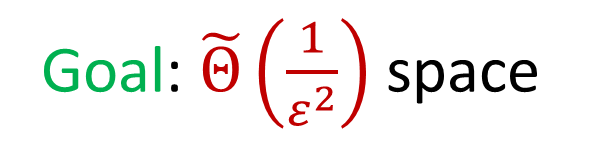 Goal: Θ̃(1/ε²) space